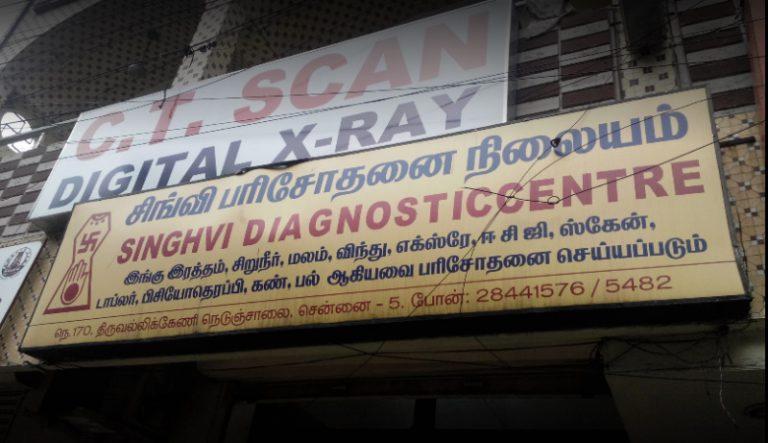 C.T. SCAN
DIGITAL X-RAY
சிங்வி பரிசோதனை நிலையம்
SINGHVI DIAGNOSTICCENTRE
இங்கு இரத்தம், சிறுநீர், மலம், விந்து, எக்ஸ்ரே, ஈ சி ஜி, ஸ்கேன்,
டாப்லர், பிசியோதெரப்பி, கண், பல் ஆகியவை பரிசோதனை செய்யப்படும்
நெ. 170, திருவல்லிக்கேணி நெடுஞ்சாலை, சென்னை - 5. போன்: 28441576 / 5482